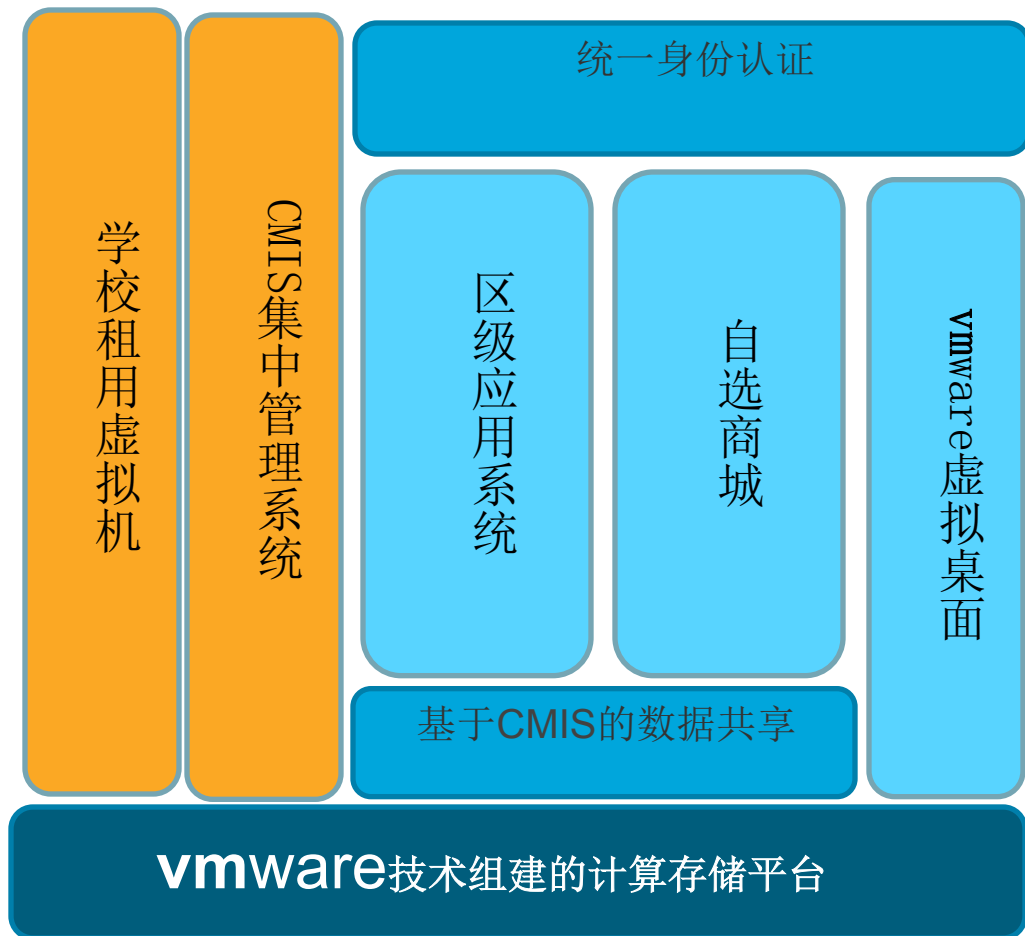 学校租用虚拟机
CMIS集中管理系统
统一身份认证
区级应用系统
自选商城
vmware虚拟桌面
基于CMIS的数据共享
vmware技术组建的计算存储平台